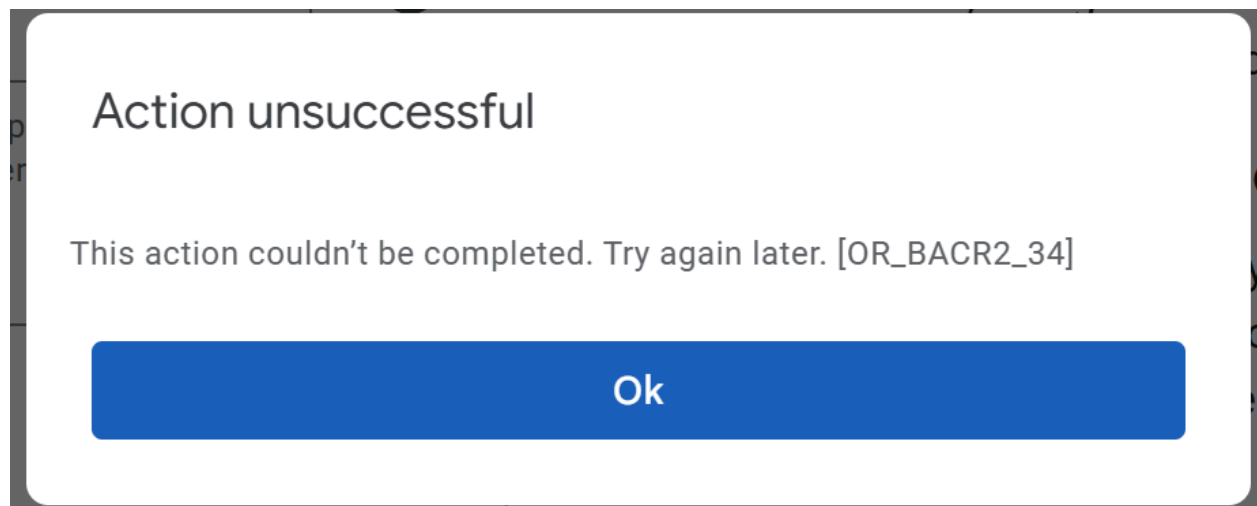 Action unsuccessful
This action couldn’t be completed. Try again later. [OR_BACR2_34]
Ok